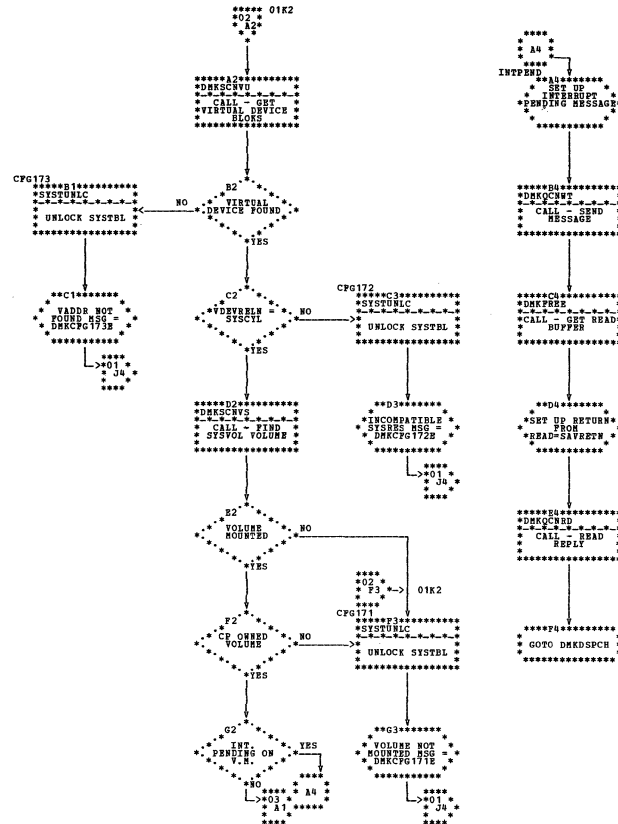 01K2
02
A2
A2
DMKSCNVU
CALL - GET
VIRTUAL DEVICE
BLOKS
B2
VIRTUAL
DEVICE FOUND
NO
YES
CFG173
B1
SYSTUNLC
UNLOCK SYSTBL
C1
VADDR NOT
FOUND MSG =
DMKCFG173E
01
J4
C2
VDEVRELN =
SYSCYL
NO
YES
CFG172
C3
SYSTUNLC
UNLOCK SYSTBL
D3
INCOMPATIBLE
SYSRES MSG =
DMKCFG172E
01
J4
D2
DMKSCNVS
CALL - FIND
SYSVOL VOLUME
E2
VOLUME
MOUNTED
NO
YES
02
F3
01K2
F2
CP OWNED
VOLUME
NO
YES
CFG171
F3
SYSTUNLC
UNLOCK SYSTBL
G2
INT.
PENDING ON
V.M.
YES
NO
A4
03
A1
G3
VOLUME NOT
MOUNTED MSG =
DMKCFG171E
01
J4
A4
INTPEND
A4
SET UP
INTERRUPT
PENDING MESSAGE
B4
DMKQCNWT
CALL - SEND
MESSAGE
C4
DMKFREE
CALL - GET READ
BUFFER
D4
SET UP RETURN
FROM
READ=SAVRETN
E4
DMKQCNRD
CALL - READ
REPLY
F4
GOTO DMKDSPCH